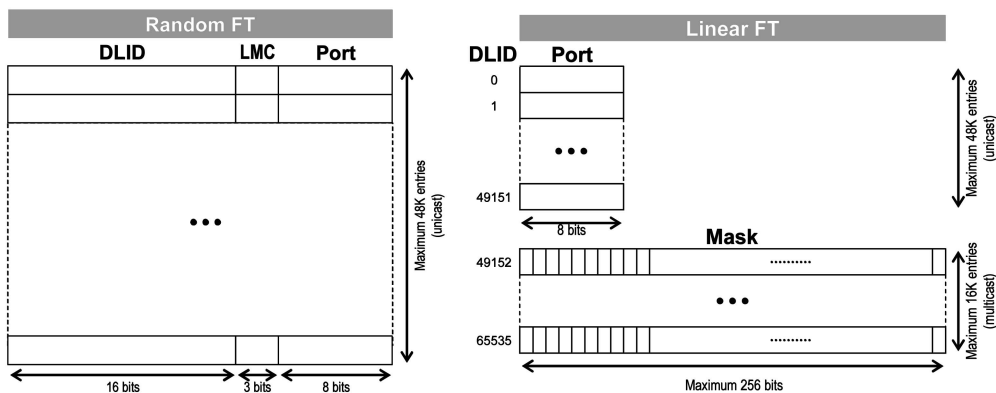 Random FT
DLID LMC Port
•••
Maximum 48K entries
(unicast)
16 bits 3 bits 8 bits
Linear FT
DLID Port
0
1
•••
49151
8 bits
Maximum 48K entries
(unicast)
Mask
49152 ..........
•••
65535 ..........
Maximum 16K entries
(multicast)
Maximum 256 bits